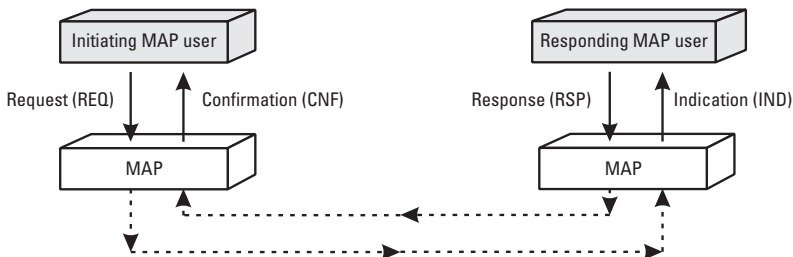 Initiating MAP user
Responding MAP user
Request (REQ)
Confirmation (CNF)
Response (RSP)
Indication (IND)
MAP
MAP